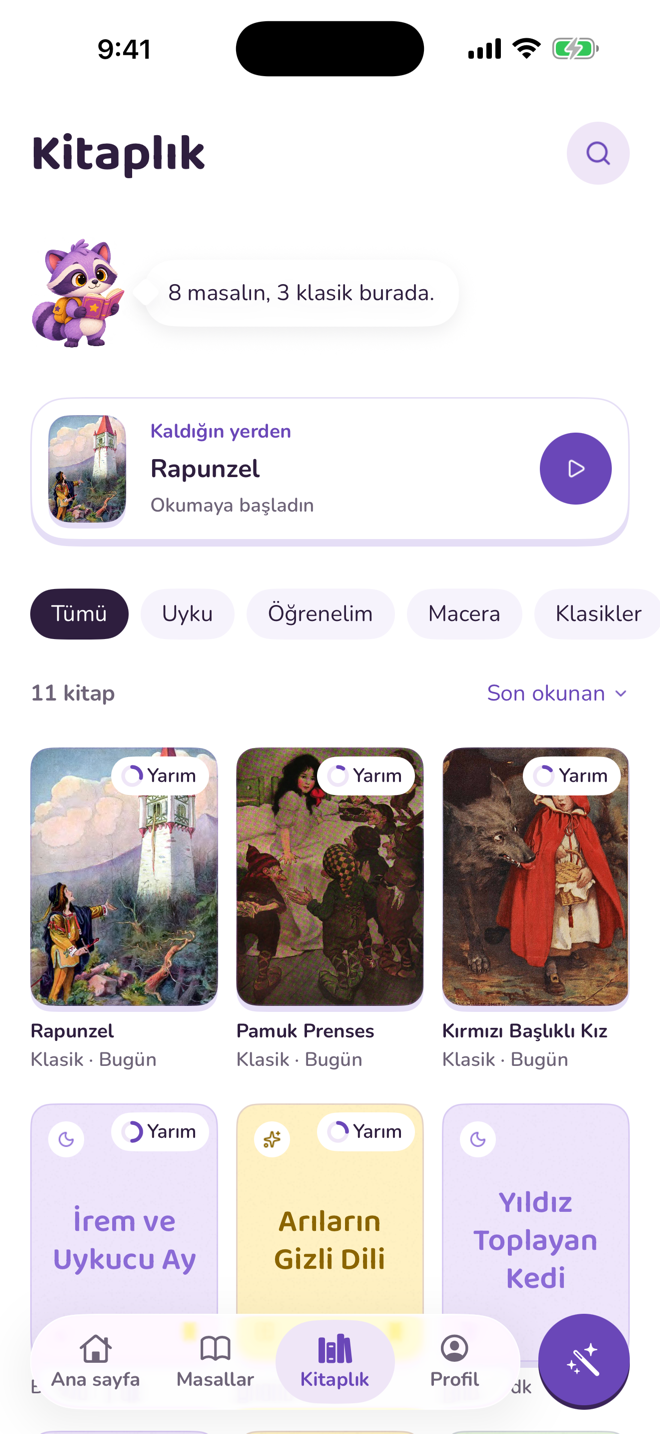 9:41
Kitaplık
8 masalın, 3 klasik burada.
Kaldığın yerden
Rapunzel
Okumaya başladın
Tümü
Uyku
Öğrenelim
Macera
Klasikler
11 kitap
Son okunan
Yarım
Yarım
Yarım
Rapunzel
Pamuk Prenses
Kırmızı Başlıklı Kız
Klasik · Bugün
Klasik · Bugün
Klasik · Bugün
Yarım
Yarım
İrem ve
Uykucu Ay
Arıların
Gizli Dili
Yıldız
Toplayan
Kedi
dk
Ana sayfa
Masallar
Kitaplık
Profil